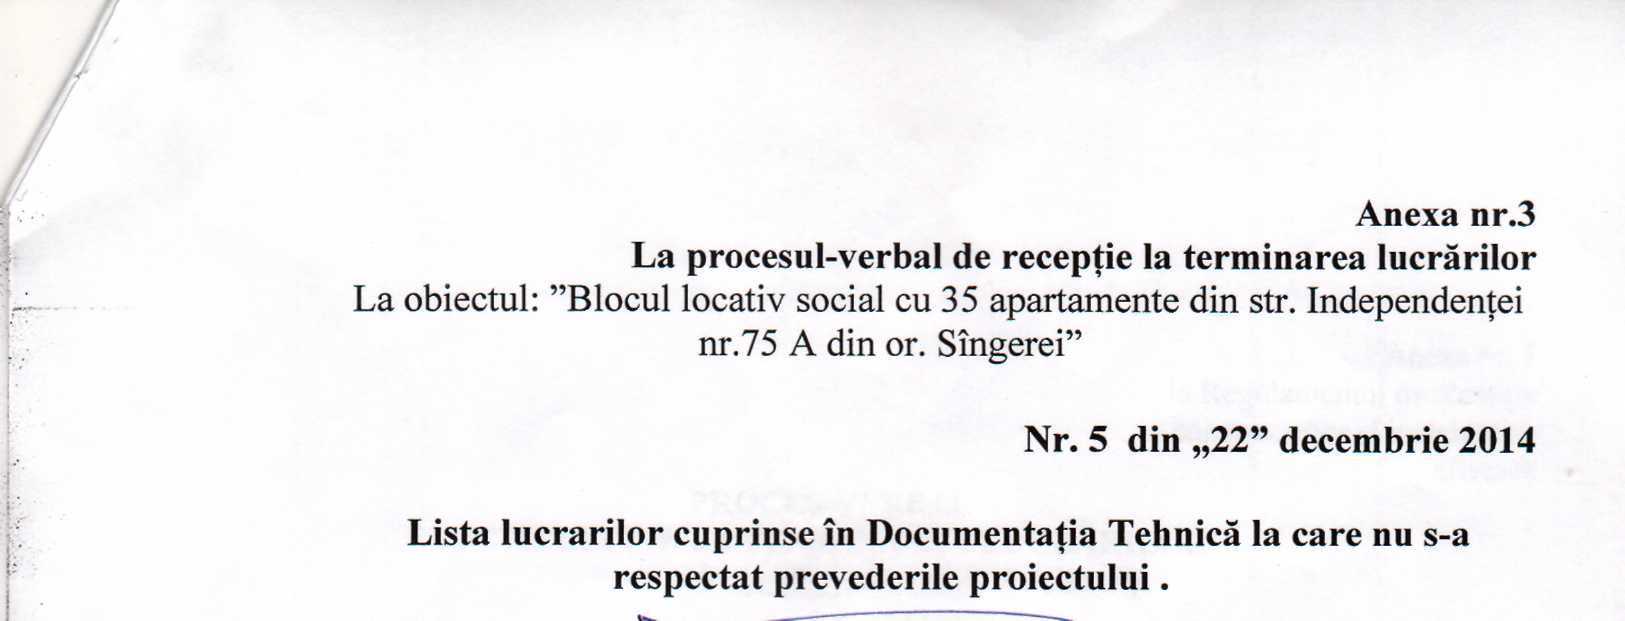 Anexa nr.3
La procesul-verbal de recepție la terminarea lucrărilor
La obiectul: ”Blocul locativ social cu 35 apartamente din str. Independenței
nr.75 A din or. Sîngerei”
Nr. 5 din „22” decembrie 2014
Lista lucrarilor cuprinse în Documentația Tehnică la care nu s-a
respectat prevederile proiectului .